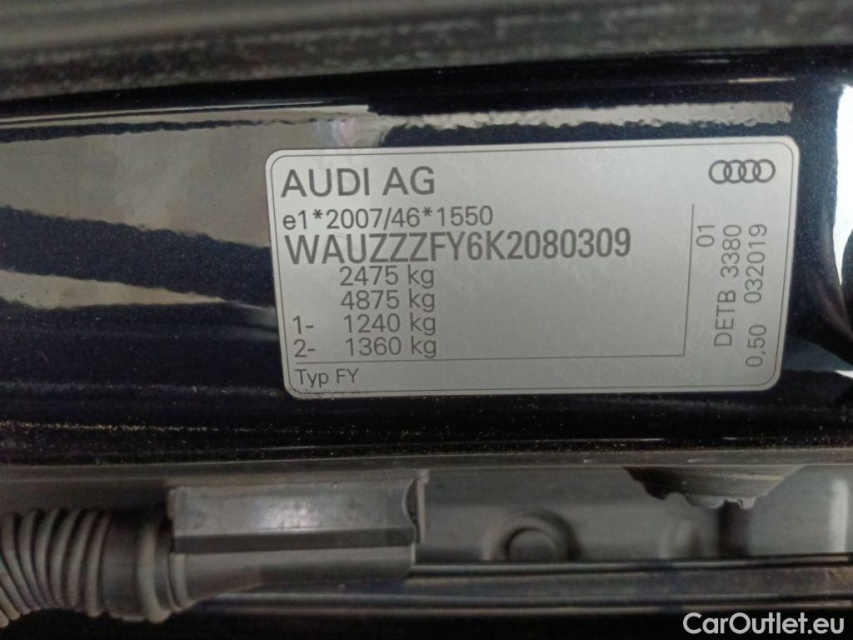 AUDI AG
e1*2007/46*1550
WAUZZZFY6K2080309
2475 kg
4875 kg
1- 1240 kg
2- 1360 kg
Typ FY
01
DETB 3380
0,50 032019
CarOutlet.eu